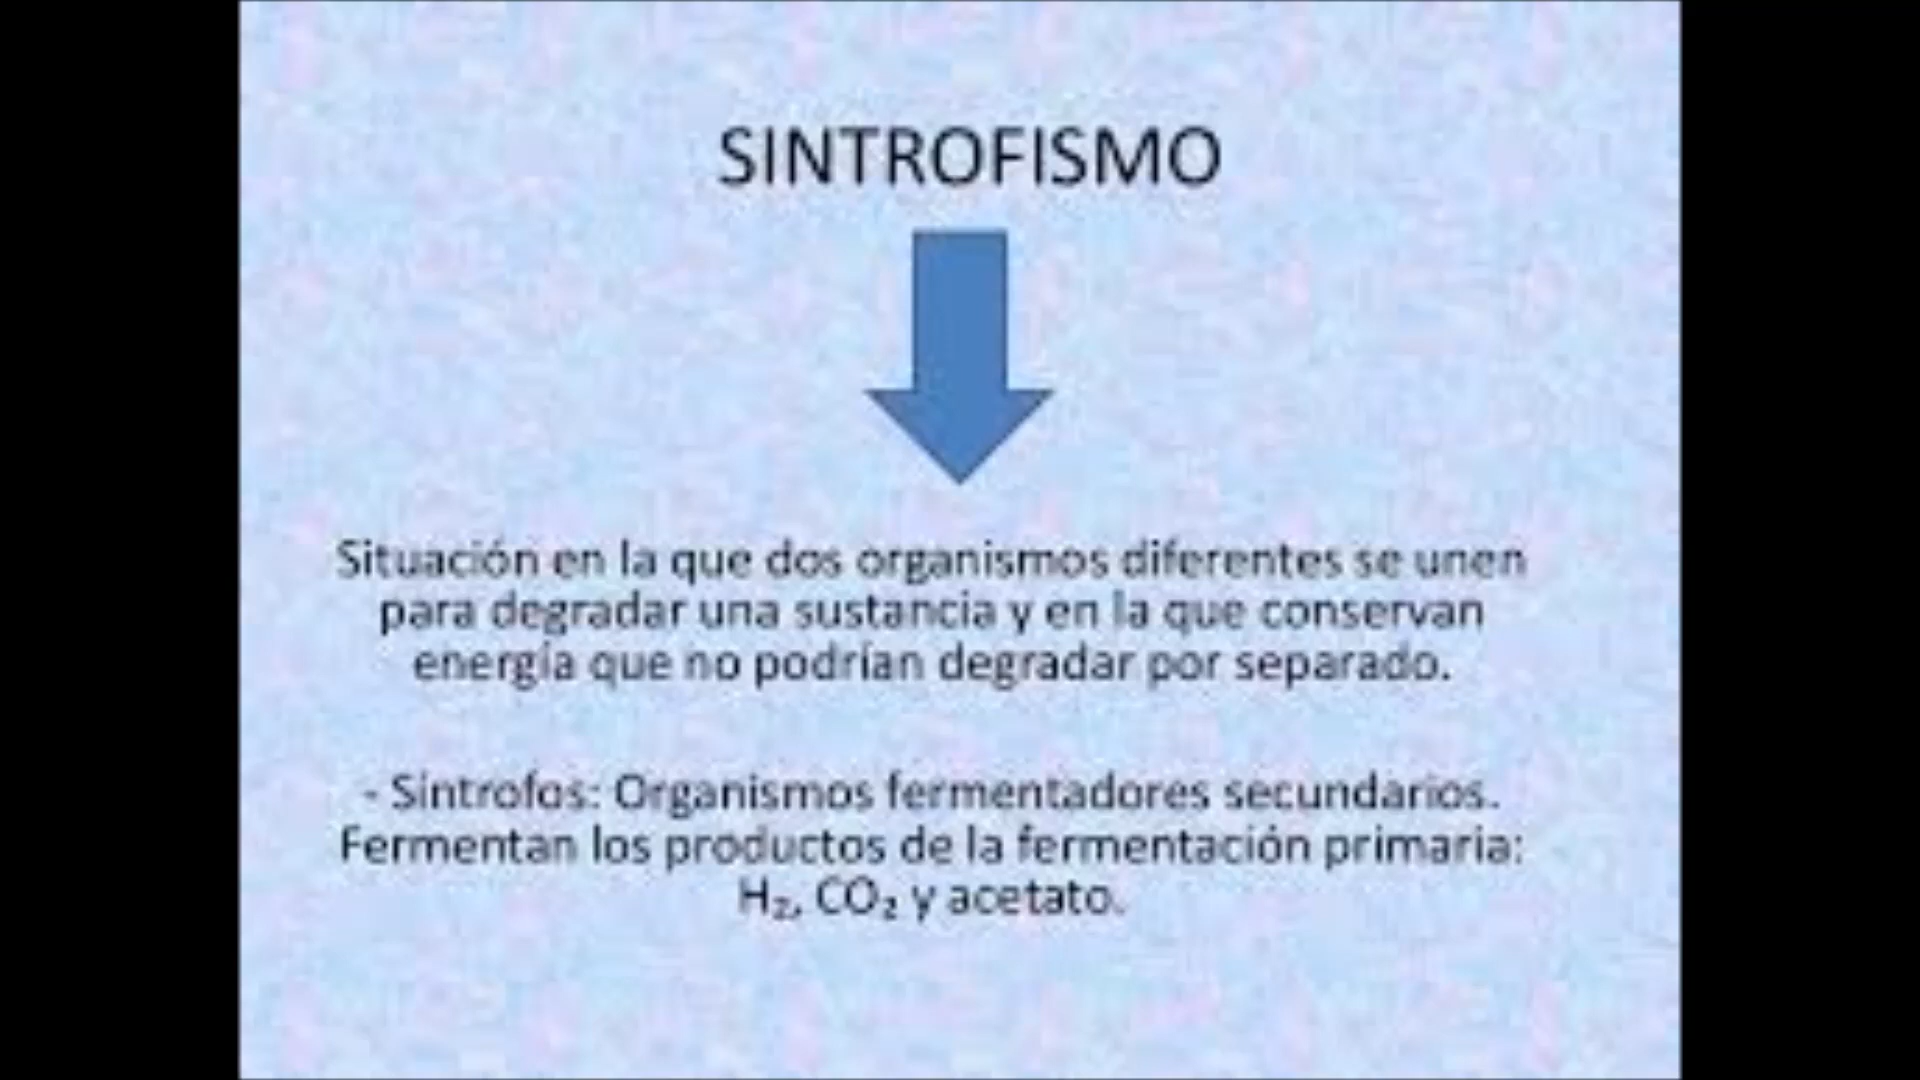 SINTROFISMO
Situación en la que dos organismos diferentes se unen
para degradar una sustancia y en la que conservan
energía que no podrían degradar por separado.
- Sintrofos: Organismos fermentadores secundarios.
Fermentan los productos de la fermentación primaria:
H₂, CO₂ y acetato.